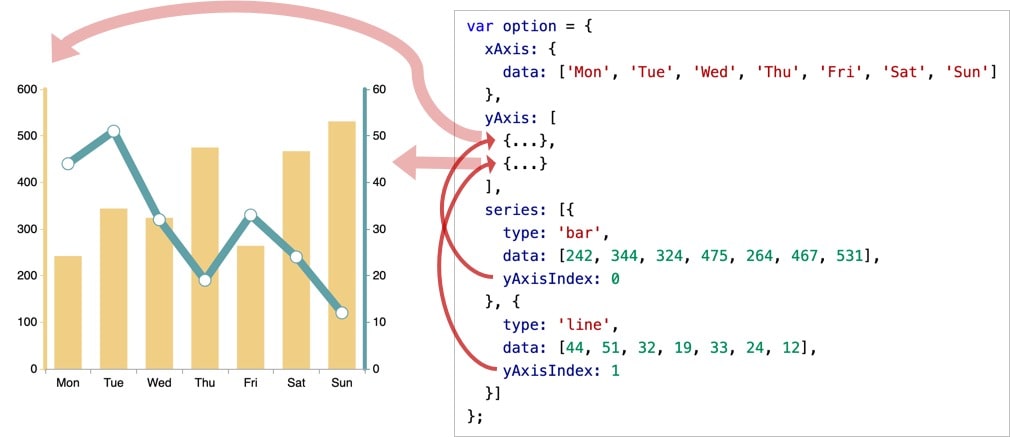 600
500
400
300
200
100
0
60
50
40
30
20
10
0
Mon Tue Wed Thu Fri Sat Sun
var option = {
  xAxis: {
    data: ['Mon', 'Tue', 'Wed', 'Thu', 'Fri', 'Sat', 'Sun']
  },
  yAxis: [
    {...},
    {...}
  ],
  series: [{
    type: 'bar',
    data: [242, 344, 324, 475, 264, 467, 531],
    yAxisIndex: 0
  }, {
    type: 'line',
    data: [44, 51, 32, 19, 33, 24, 12],
    yAxisIndex: 1
  }]
};